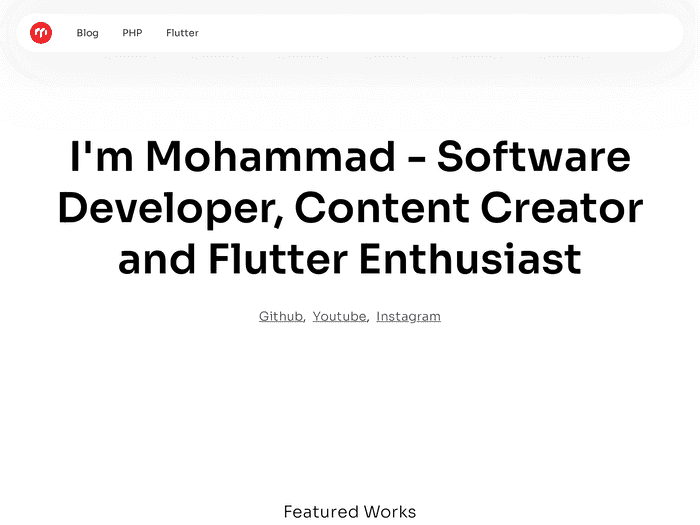 Blog PHP Flutter
I'm Mohammad - Software
Developer, Content Creator
and Flutter Enthusiast
Github, Youtube, Instagram
Featured Works